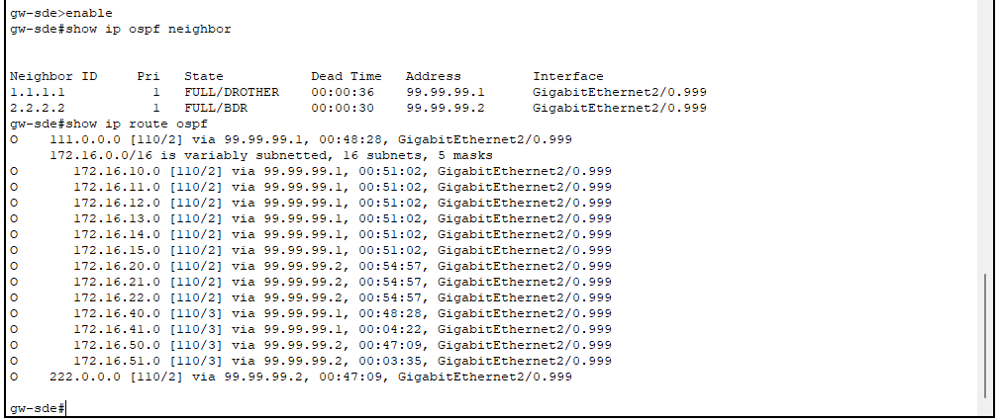 gw-sde>enable
gw-sde#show ip ospf neighbor
Neighbor ID     Pri   State           Dead Time   Address         Interface
1.1.1.1           1   FULL/DROTHER    00:00:36    99.99.99.1      GigabitEthernet2/0.999
2.2.2.2           1   FULL/BDR        00:00:30    99.99.99.2      GigabitEthernet2/0.999
gw-sde#show ip route ospf
O    111.0.0.0 [110/2] via 99.99.99.1, 00:48:28, GigabitEthernet2/0.999
     172.16.0.0/16 is variably subnetted, 16 subnets, 5 masks
O       172.16.10.0 [110/2] via 99.99.99.1, 00:51:02, GigabitEthernet2/0.999
O       172.16.11.0 [110/2] via 99.99.99.1, 00:51:02, GigabitEthernet2/0.999
O       172.16.12.0 [110/2] via 99.99.99.1, 00:51:02, GigabitEthernet2/0.999
O       172.16.13.0 [110/2] via 99.99.99.1, 00:51:02, GigabitEthernet2/0.999
O       172.16.14.0 [110/2] via 99.99.99.1, 00:51:02, GigabitEthernet2/0.999
O       172.16.15.0 [110/2] via 99.99.99.1, 00:51:02, GigabitEthernet2/0.999
O       172.16.20.0 [110/2] via 99.99.99.2, 00:54:57, GigabitEthernet2/0.999
O       172.16.21.0 [110/2] via 99.99.99.2, 00:54:57, GigabitEthernet2/0.999
O       172.16.22.0 [110/2] via 99.99.99.2, 00:54:57, GigabitEthernet2/0.999
O       172.16.40.0 [110/3] via 99.99.99.1, 00:48:28, GigabitEthernet2/0.999
O       172.16.41.0 [110/3] via 99.99.99.1, 00:04:22, GigabitEthernet2/0.999
O       172.16.50.0 [110/3] via 99.99.99.2, 00:47:09, GigabitEthernet2/0.999
O       172.16.51.0 [110/3] via 99.99.99.2, 00:03:35, GigabitEthernet2/0.999
O    222.0.0.0 [110/2] via 99.99.99.2, 00:47:09, GigabitEthernet2/0.999
gw-sde#